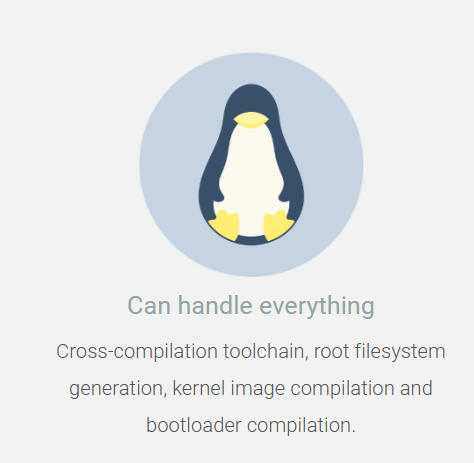 Can handle everything
Cross-compilation toolchain, root filesystem
generation, kernel image compilation and
bootloader compilation.